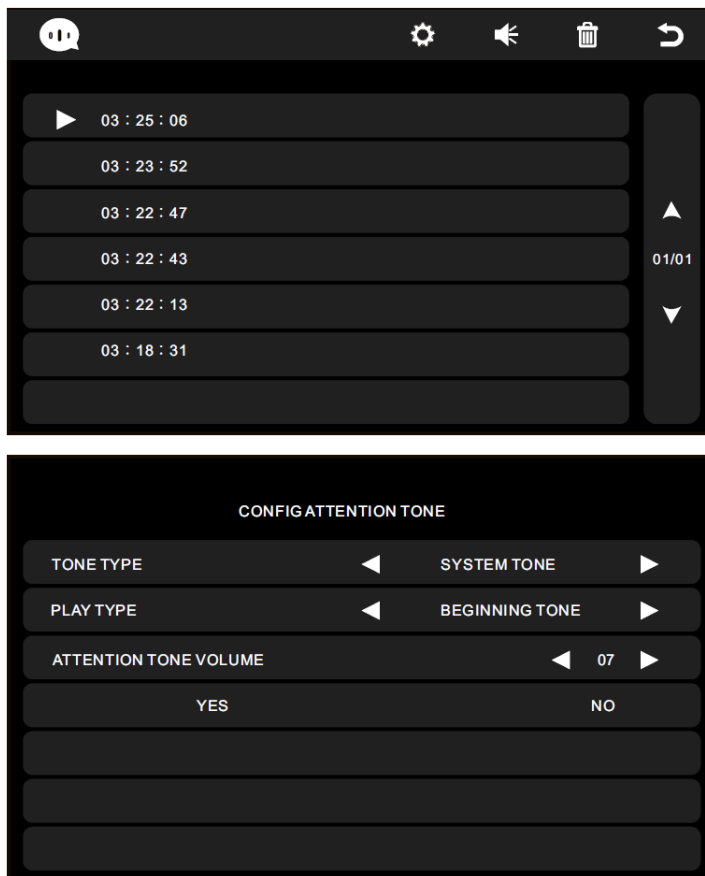 03 : 25 : 06
03 : 23 : 52
03 : 22 : 47
03 : 22 : 43
01/01
03 : 22 : 13
03 : 18 : 31
CONFIG ATTENTION TONE
TONE TYPE SYSTEM TONE
PLAY TYPE BEGINNING TONE
ATTENTION TONE VOLUME 07
YES NO